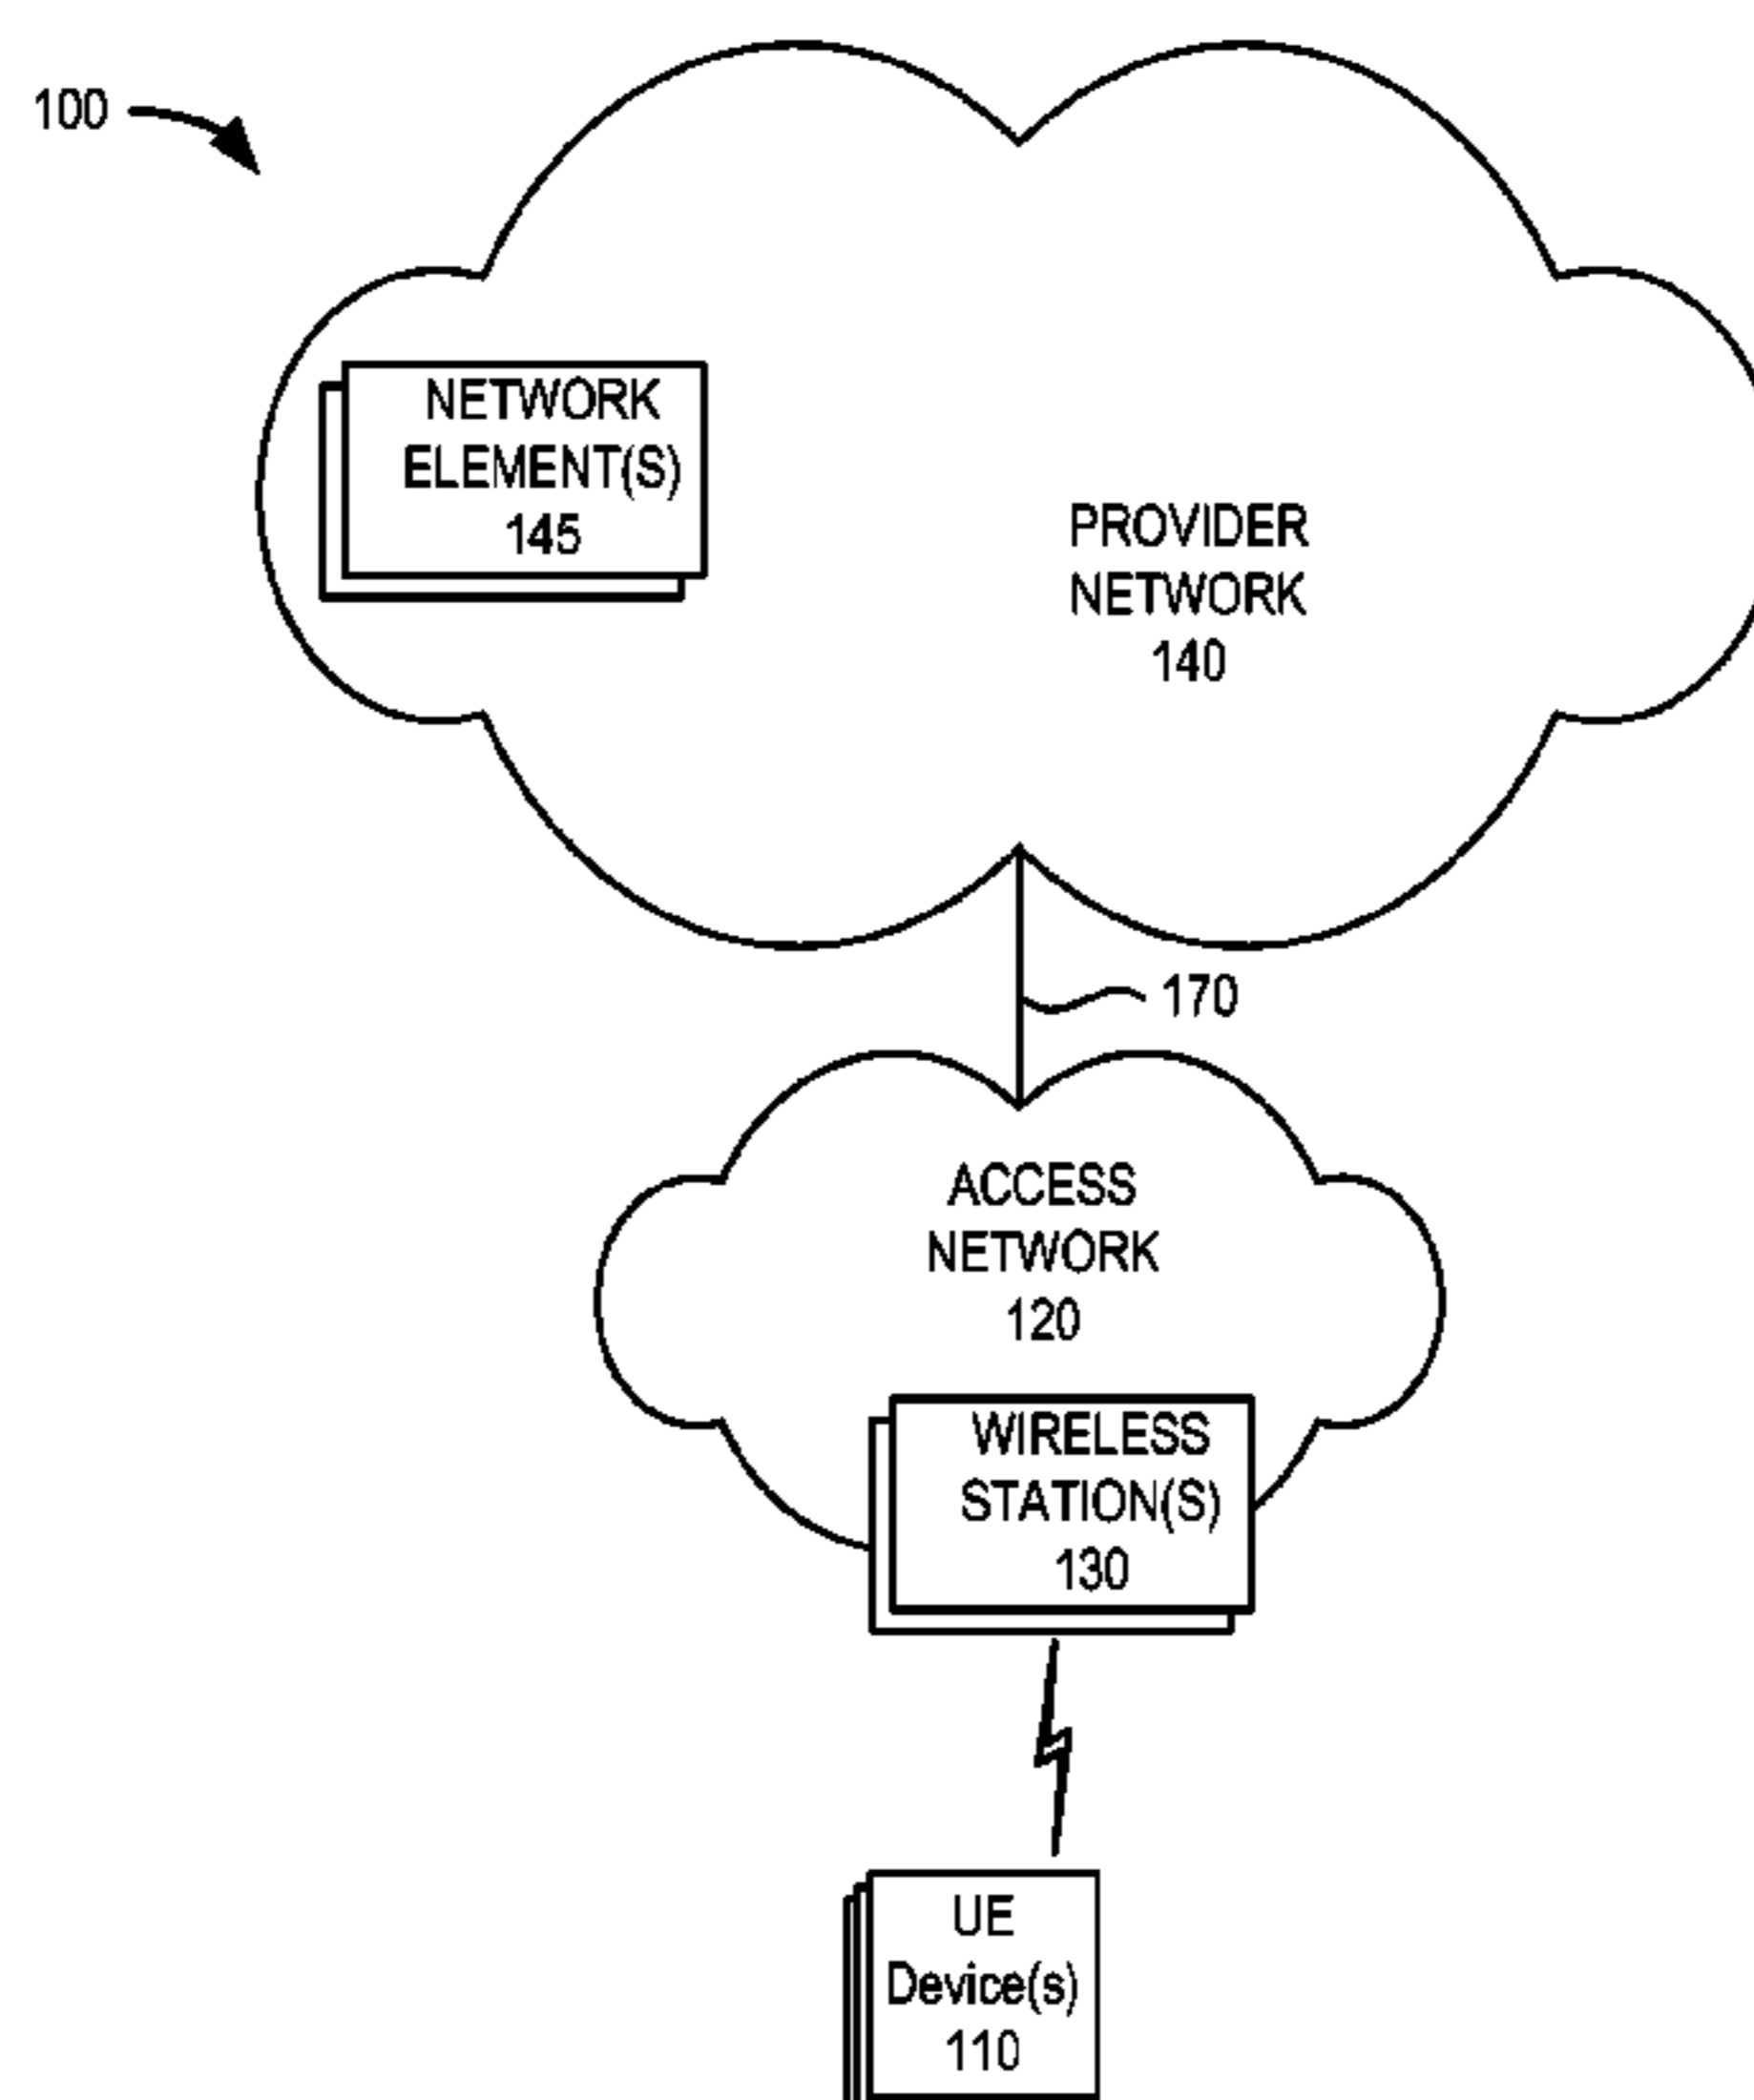 100
NETWORK
ELEMENT(S)
145
PROVIDER
NETWORK
140
170
ACCESS
NETWORK
120
WIRELESS
STATION(S)
130
UE
Device(s)
110